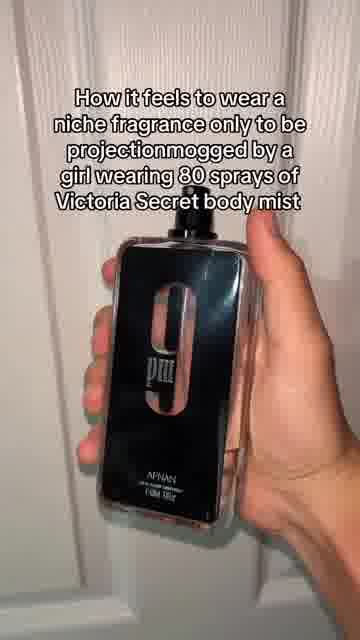 How it feels to wear a
niche fragrance only to be
projectionmogged by a
girl wearing 80 sprays of
Victoria Secret body mist
9
pm
AFNAN